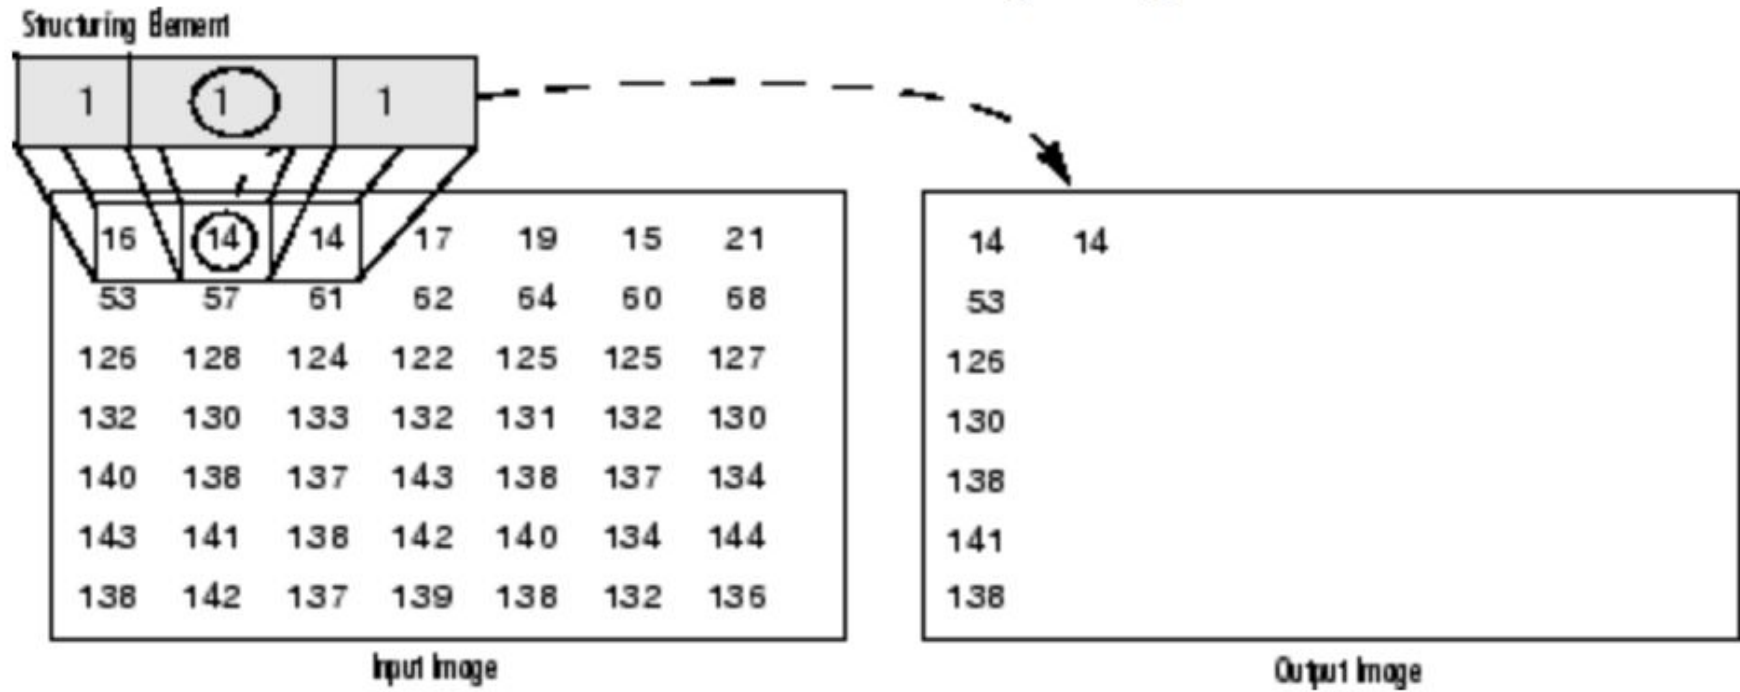 Structuring Element
1 1 1
16 14 14 17 19 15 21 14 14
53 57 61 62 64 60 68 53
126 128 124 122 125 125 127 126
132 130 133 132 131 132 130 130
140 138 137 143 138 137 134 138
143 141 138 142 140 134 144 141
138 142 137 139 138 132 136 138
Input Image Output Image